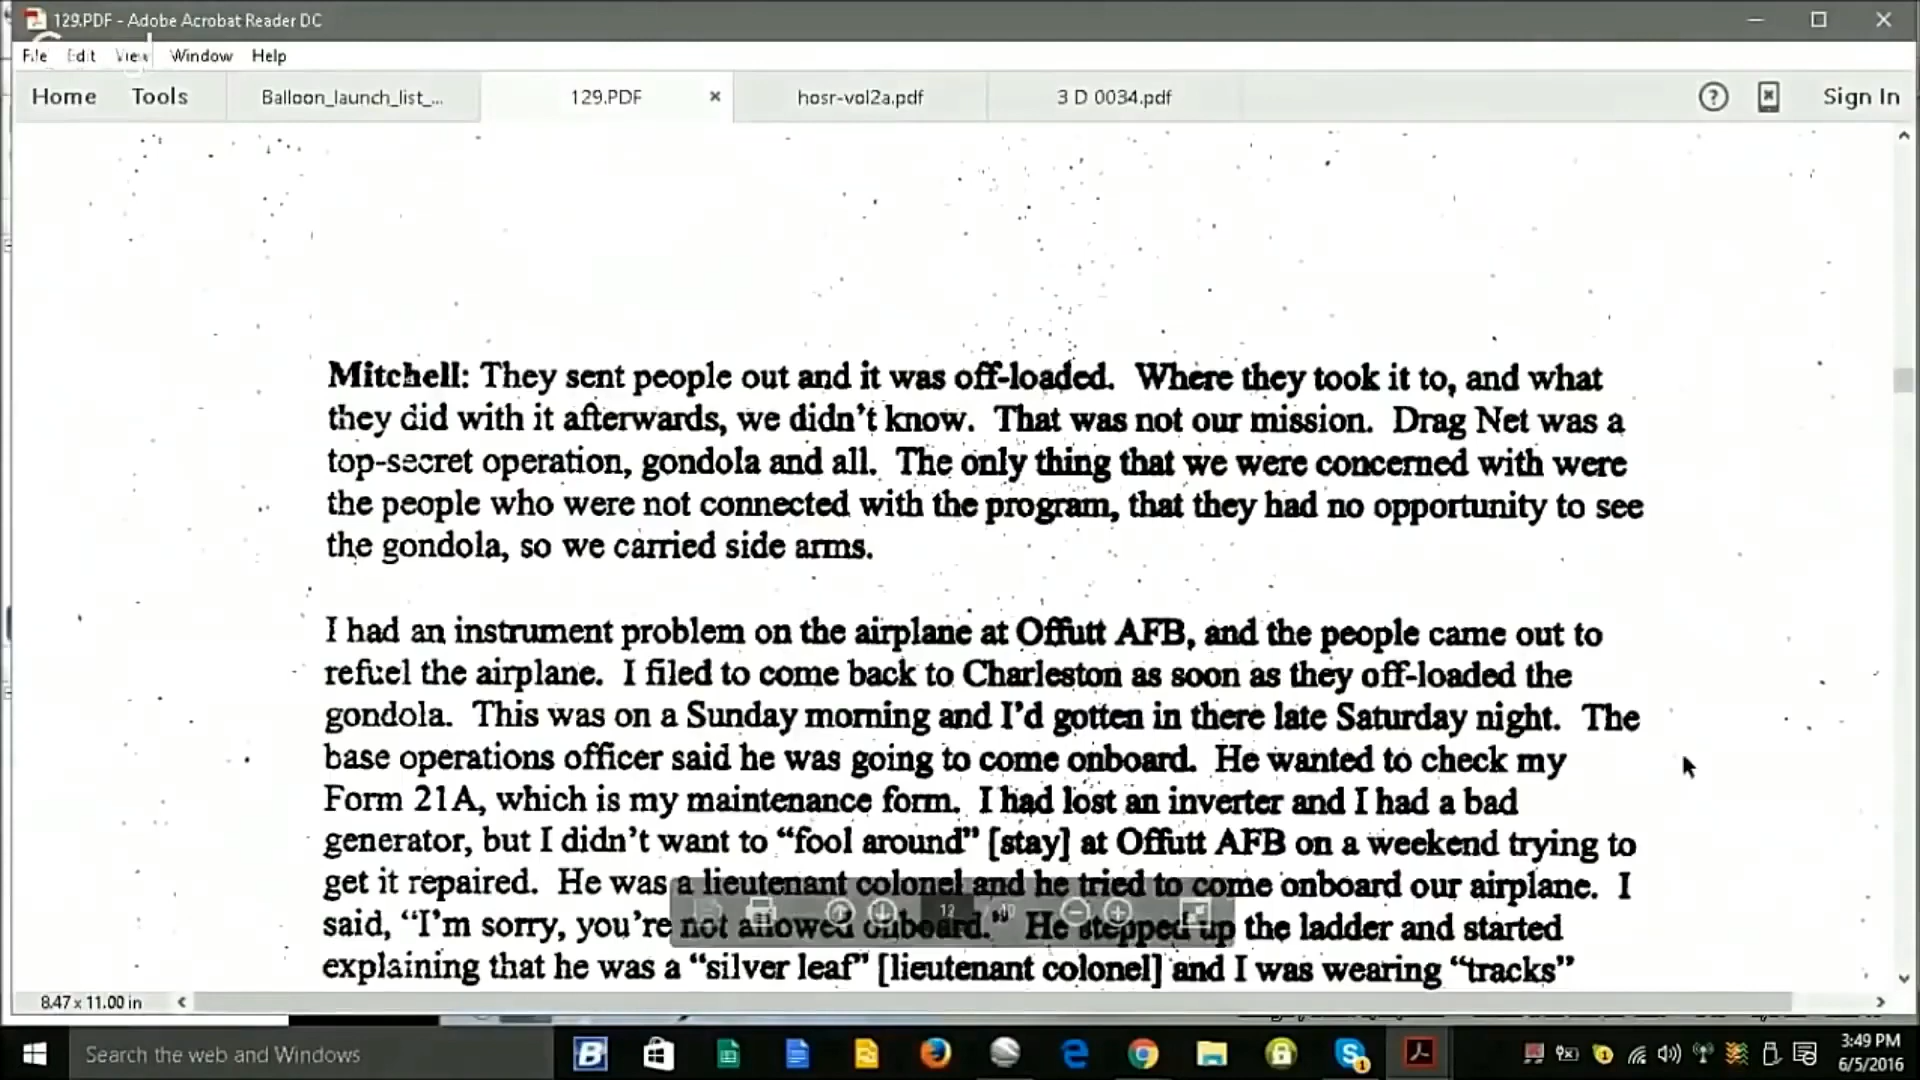 129.PDF - Adobe Acrobat Reader DC
File Edit View Window Help
Home Tools Balloon_launch_list_... 129.PDF × hosr-vol2a.pdf 3 D 0034.pdf ? Sign In
Mitchell: They sent people out and it was off-loaded. Where they took it to, and what
they did with it afterwards, we didn't know. That was not our mission. Drag Net was a
top-secret operation, gondola and all. The only thing that we were concerned with were
the people who were not connected with the program, that they had no opportunity to see
the gondola, so we carried side arms.
I had an instrument problem on the airplane at Offutt AFB, and the people came out to
refuel the airplane. I filed to come back to Charleston as soon as they off-loaded the
gondola. This was on a Sunday morning and I'd gotten in there late Saturday night. The
base operations officer said he was going to come onboard. He wanted to check my
Form 21A, which is my maintenance form. I had lost an inverter and I had a bad
generator, but I didn't want to "fool around" [stay] at Offutt AFB on a weekend trying to
get it repaired. He was a lieutenant colonel and he tried to come onboard our airplane. I
said, "I'm sorry, you're not allowed onboard." He stepped up the ladder and started
explaining that he was a "silver leaf" [lieutenant colonel] and I was wearing "tracks"
12 / 40
8.47 x 11.00 in
Search the web and Windows
3:49 PM
6/5/2016